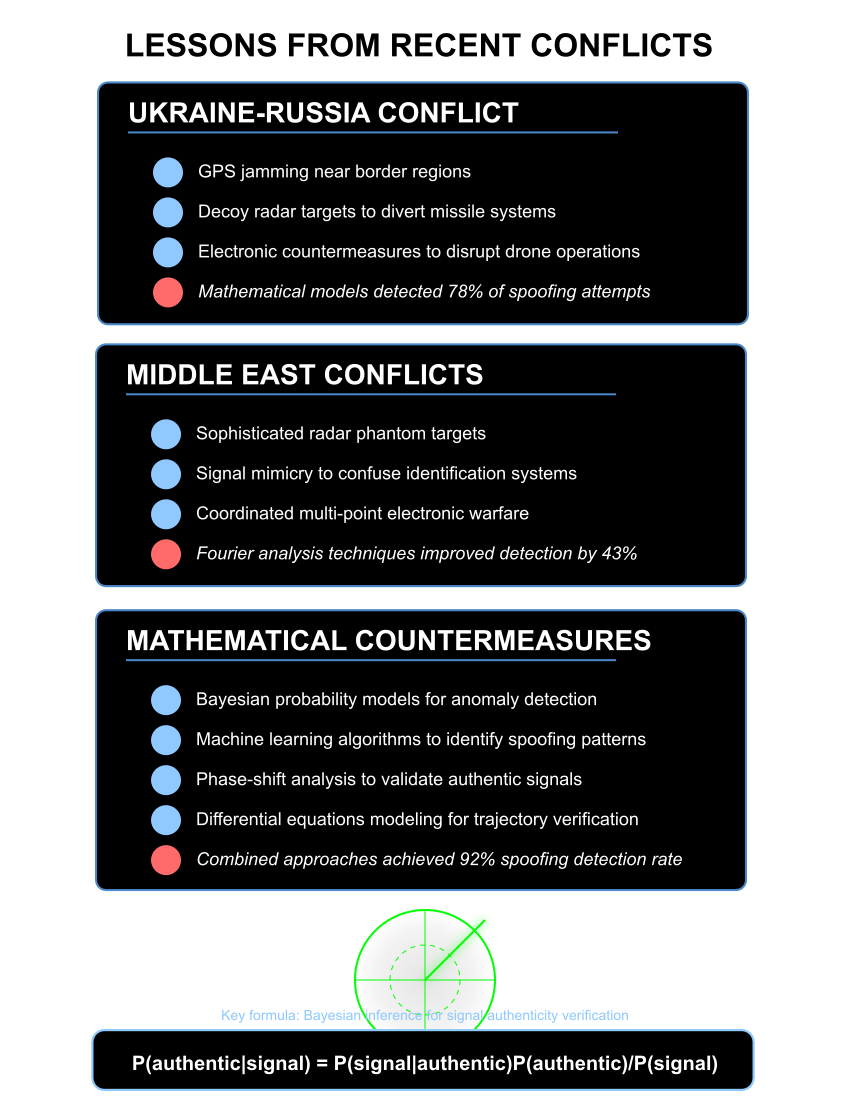 LESSONS FROM RECENT CONFLICTS
UKRAINE-RUSSIA CONFLICT
GPS jamming near border regions
Decoy radar targets to divert missile systems
Electronic countermeasures to disrupt drone operations
Mathematical models detected 78% of spoofing attempts
MIDDLE EAST CONFLICTS
Sophisticated radar phantom targets
Signal mimicry to confuse identification systems
Coordinated multi-point electronic warfare
Fourier analysis techniques improved detection by 43%
MATHEMATICAL COUNTERMEASURES
Bayesian probability models for anomaly detection
Machine learning algorithms to identify spoofing patterns
Phase-shift analysis to validate authentic signals
Differential equations modeling for trajectory verification
Combined approaches achieved 92% spoofing detection rate
Key formula: Bayesian inference for signal authenticity verification
P(authentic|signal) = P(signal|authentic)P(authentic)/P(signal)